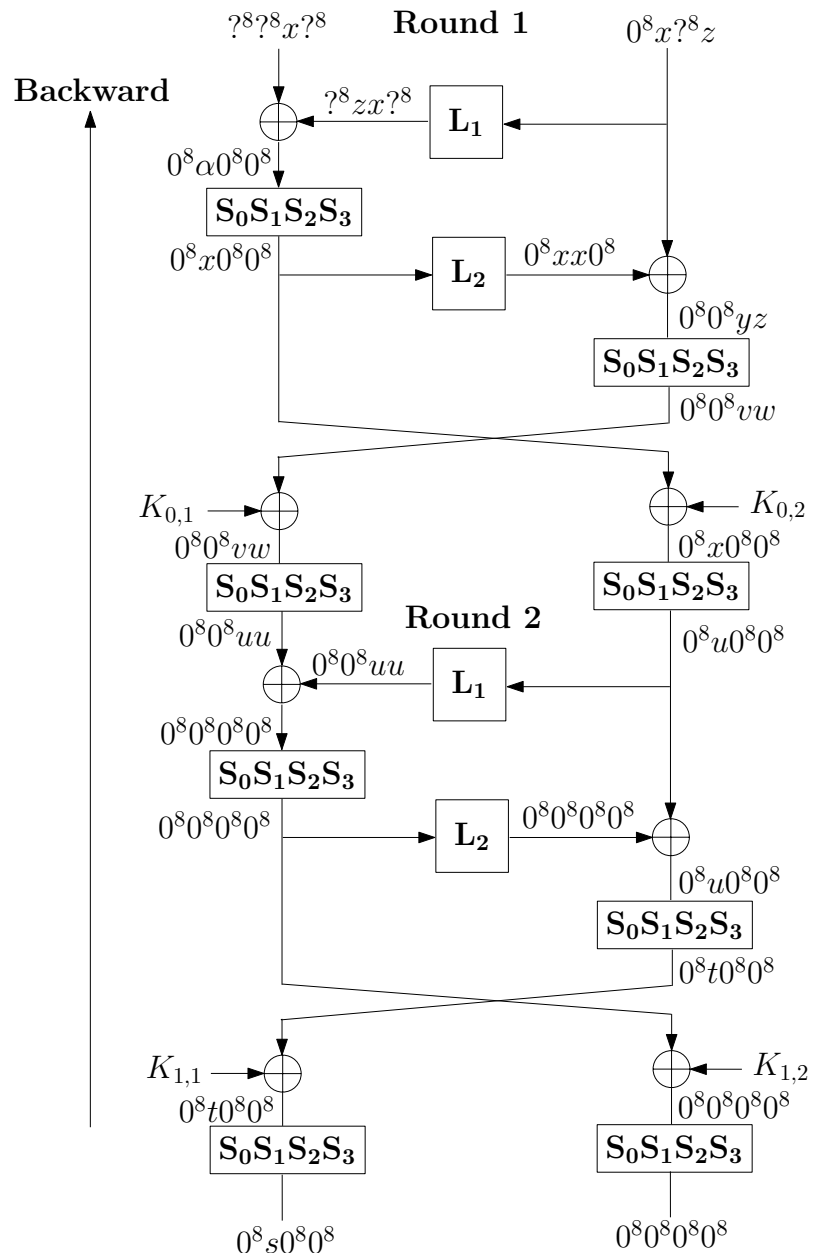 ?⁸?⁸x?⁸
Round 1
0⁸x?⁸z
Backward
?⁸zx?⁸
L₁
0⁸α0⁸0⁸
S₀S₁S₂S₃
0⁸x0⁸0⁸
L₂
0⁸xx0⁸
0⁸0⁸yz
S₀S₁S₂S₃
0⁸0⁸vw
K₀,₁
K₀,₂
0⁸0⁸vw
0⁸x0⁸0⁸
S₀S₁S₂S₃
S₀S₁S₂S₃
Round 2
0⁸0⁸uu
0⁸u0⁸0⁸
0⁸0⁸uu
L₁
0⁸0⁸0⁸0⁸
S₀S₁S₂S₃
0⁸0⁸0⁸0⁸
L₂
0⁸0⁸0⁸0⁸
0⁸u0⁸0⁸
S₀S₁S₂S₃
0⁸t0⁸0⁸
K₁,₁
K₁,₂
0⁸t0⁸0⁸
0⁸0⁸0⁸0⁸
S₀S₁S₂S₃
S₀S₁S₂S₃
0⁸s0⁸0⁸
0⁸0⁸0⁸0⁸